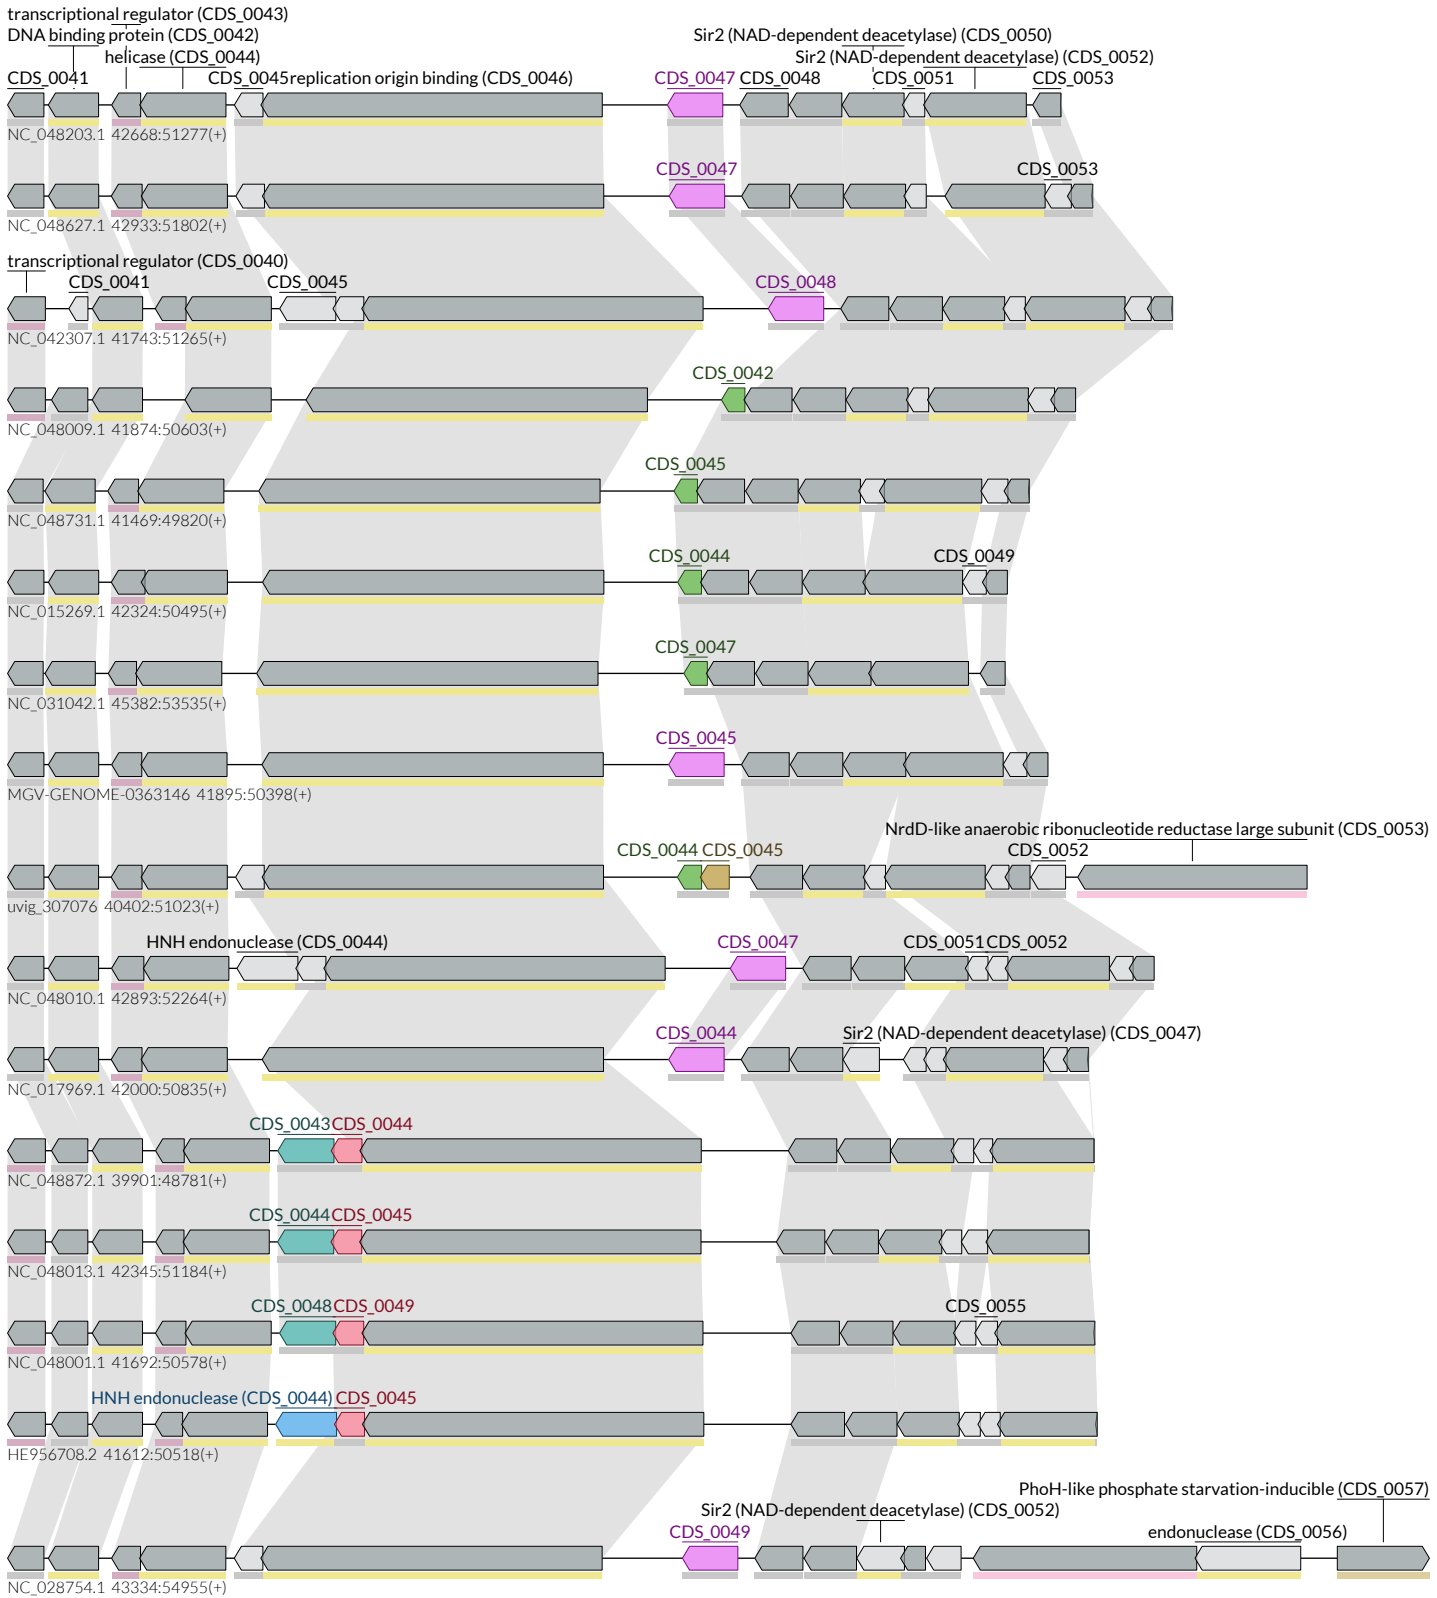 transcriptional regulator (CDS_0043)
DNA binding protein (CDS_0042)
Sir2 (NAD-dependent deacetylase) (CDS_0050)
helicase (CDS_0044)
Sir2 (NAD-dependent deacetylase) (CDS_0052)
CDS_0041 CDS_0045 replication origin binding (CDS_0046) CDS_0047 CDS_0048 CDS_0051 CDS_0053
NC_048203.1 42668:51277(+)
CDS_0047 CDS_0053
NC_048627.1 42933:51802(+)
transcriptional regulator (CDS_0040)
CDS_0041 CDS_0045 CDS_0048
NC_042307.1 41743:51265(+)
CDS_0042
NC_048009.1 41874:50603(+)
CDS_0045
NC_048731.1 41469:49820(+)
CDS_0044 CDS_0049
NC_015269.1 42324:50495(+)
CDS_0047
NC_031042.1 45382:53535(+)
CDS_0045
MGV-GENOME-0363146 41895:50398(+)
NrdD-like anaerobic ribonucleotide reductase large subunit (CDS_0053)
CDS_0044 CDS_0045 CDS_0052
uvig_307076 40402:51023(+)
HNH endonuclease (CDS_0044) CDS_0047 CDS_0051 CDS_0052
NC_048010.1 42893:52264(+)
CDS_0044 Sir2 (NAD-dependent deacetylase) (CDS_0047)
NC_017969.1 42000:50835(+)
CDS_0043 CDS_0044
NC_048872.1 39901:48781(+)
CDS_0044 CDS_0045
NC_048013.1 42345:51184(+)
CDS_0048 CDS_0049 CDS_0055
NC_048001.1 41692:50578(+)
HNH endonuclease (CDS_0044) CDS_0045
HE956708.2 41612:50518(+)
PhoH-like phosphate starvation-inducible (CDS_0057)
Sir2 (NAD-dependent deacetylase) (CDS_0052)
CDS_0049 endonuclease (CDS_0056)
NC_028754.1 43334:54955(+)